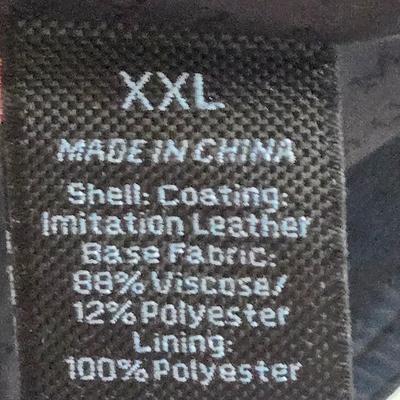 XXL
MADE IN CHINA
Shell: Coating:
Imitation Leather
Base Fabric:
88% Viscose/
12% Polyester
Lining:
100% Polyester